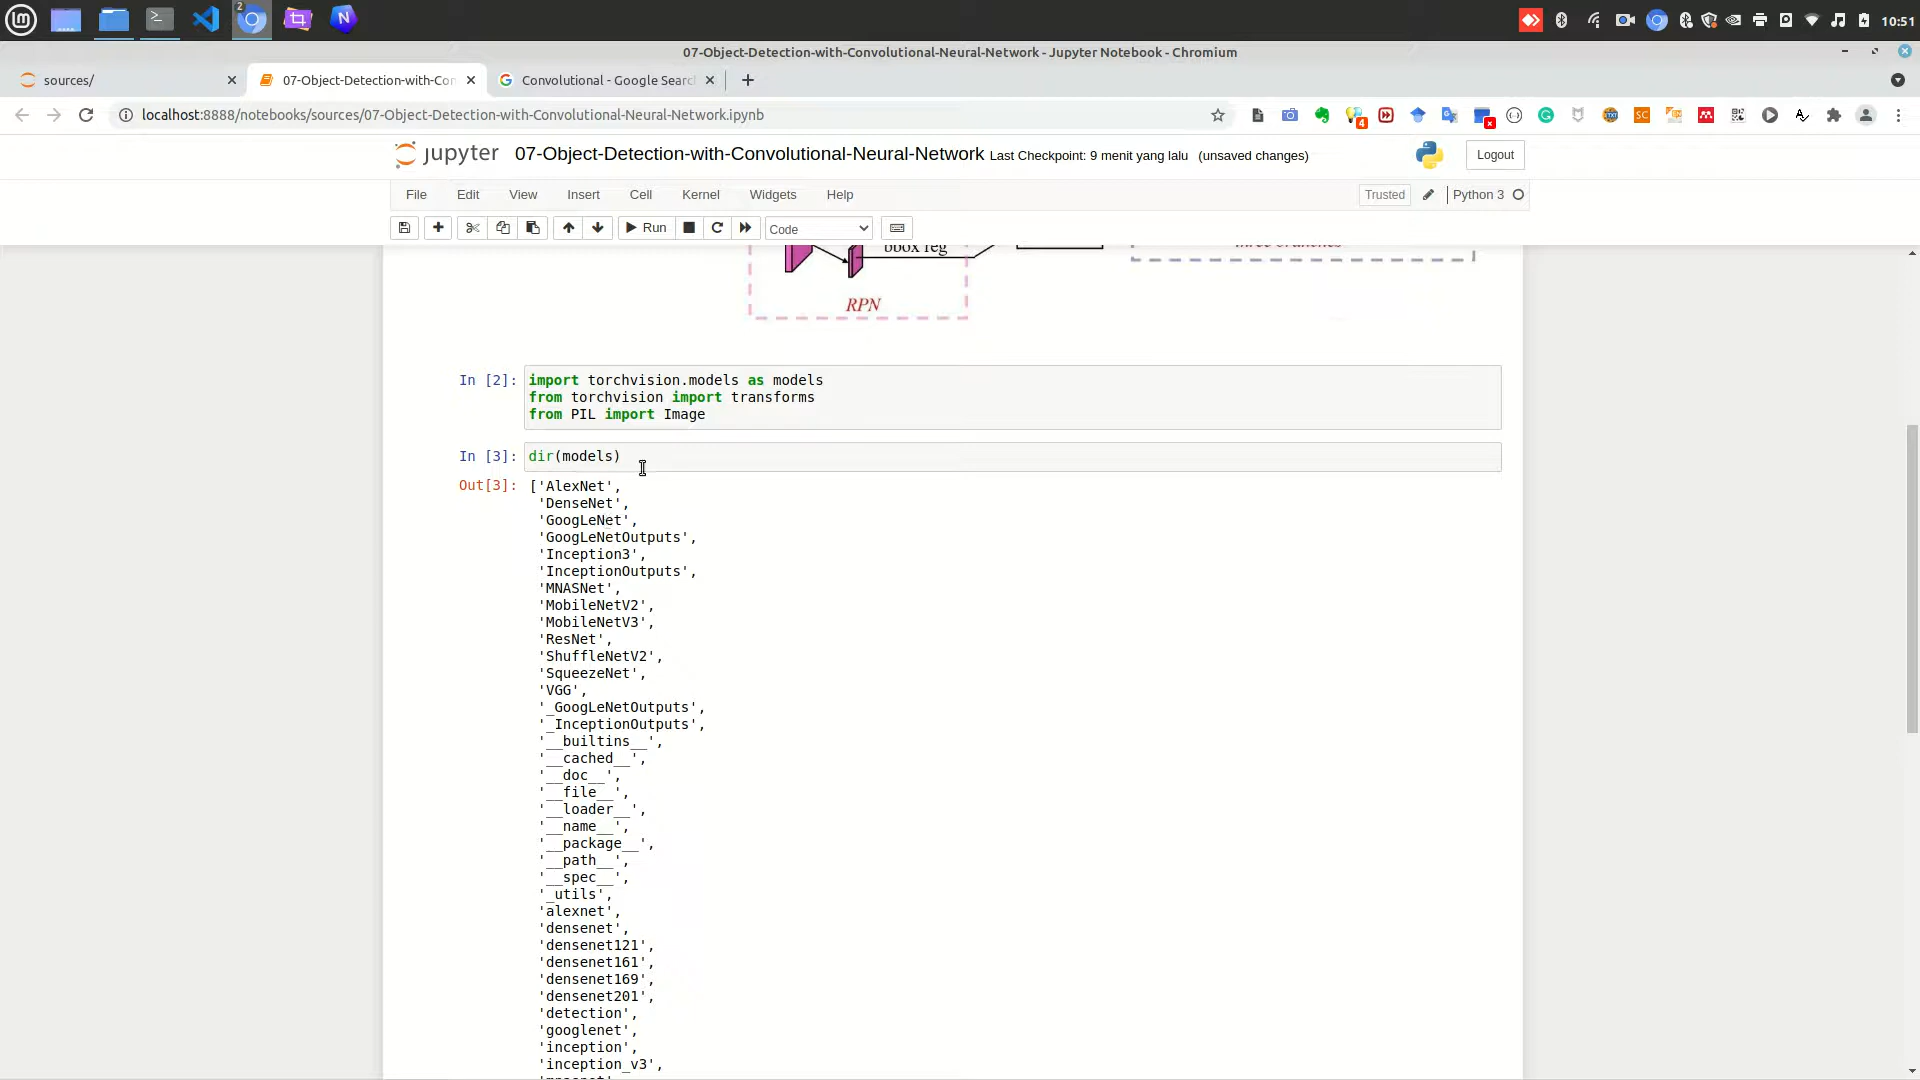 2
10:51
07-Object-Detection-with-Convolutional-Neural-Network - Jupyter Notebook - Chromium
sources/
07-Object-Detection-with-Con
Convolutional - Google Searc
localhost:8888/notebooks/sources/07-Object-Detection-with-Convolutional-Neural-Network.ipynb
4
jupyter
07-Object-Detection-with-Convolutional-Neural-Network
Last Checkpoint: 9 menit yang lalu (unsaved changes)
Logout
File
Edit
View
Insert
Cell
Kernel
Widgets
Help
Trusted
Python 3
Run
Code
bbox reg
three branches
RPN
In [2]:
import torchvision.models as models
from torchvision import transforms
from PIL import Image
In [3]:
dir(models)
Out[3]:
['AlexNet',
'DenseNet',
'GoogLeNet',
'GoogLeNetOutputs',
'Inception3',
'InceptionOutputs',
'MNASNet',
'MobileNetV2',
'MobileNetV3',
'ResNet',
'ShuffleNetV2',
'SqueezeNet',
'VGG',
'_GoogLeNetOutputs',
'_InceptionOutputs',
'__builtins__',
'__cached__',
'__doc__',
'__file__',
'__loader__',
'__name__',
'__package__',
'__path__',
'__spec__',
'_utils',
'alexnet',
'densenet',
'densenet121',
'densenet161',
'densenet169',
'densenet201',
'detection',
'googlenet',
'inception',
'inception_v3',